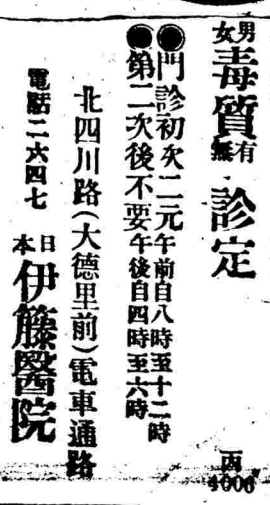 男女毒質有無·診定
●門診初次二元午前自八時至十二時
●第二次後不要午後自四時至六時
北四川路(大德里前)電車通路
電話二六四七
日本伊籐醫院
丙
4006